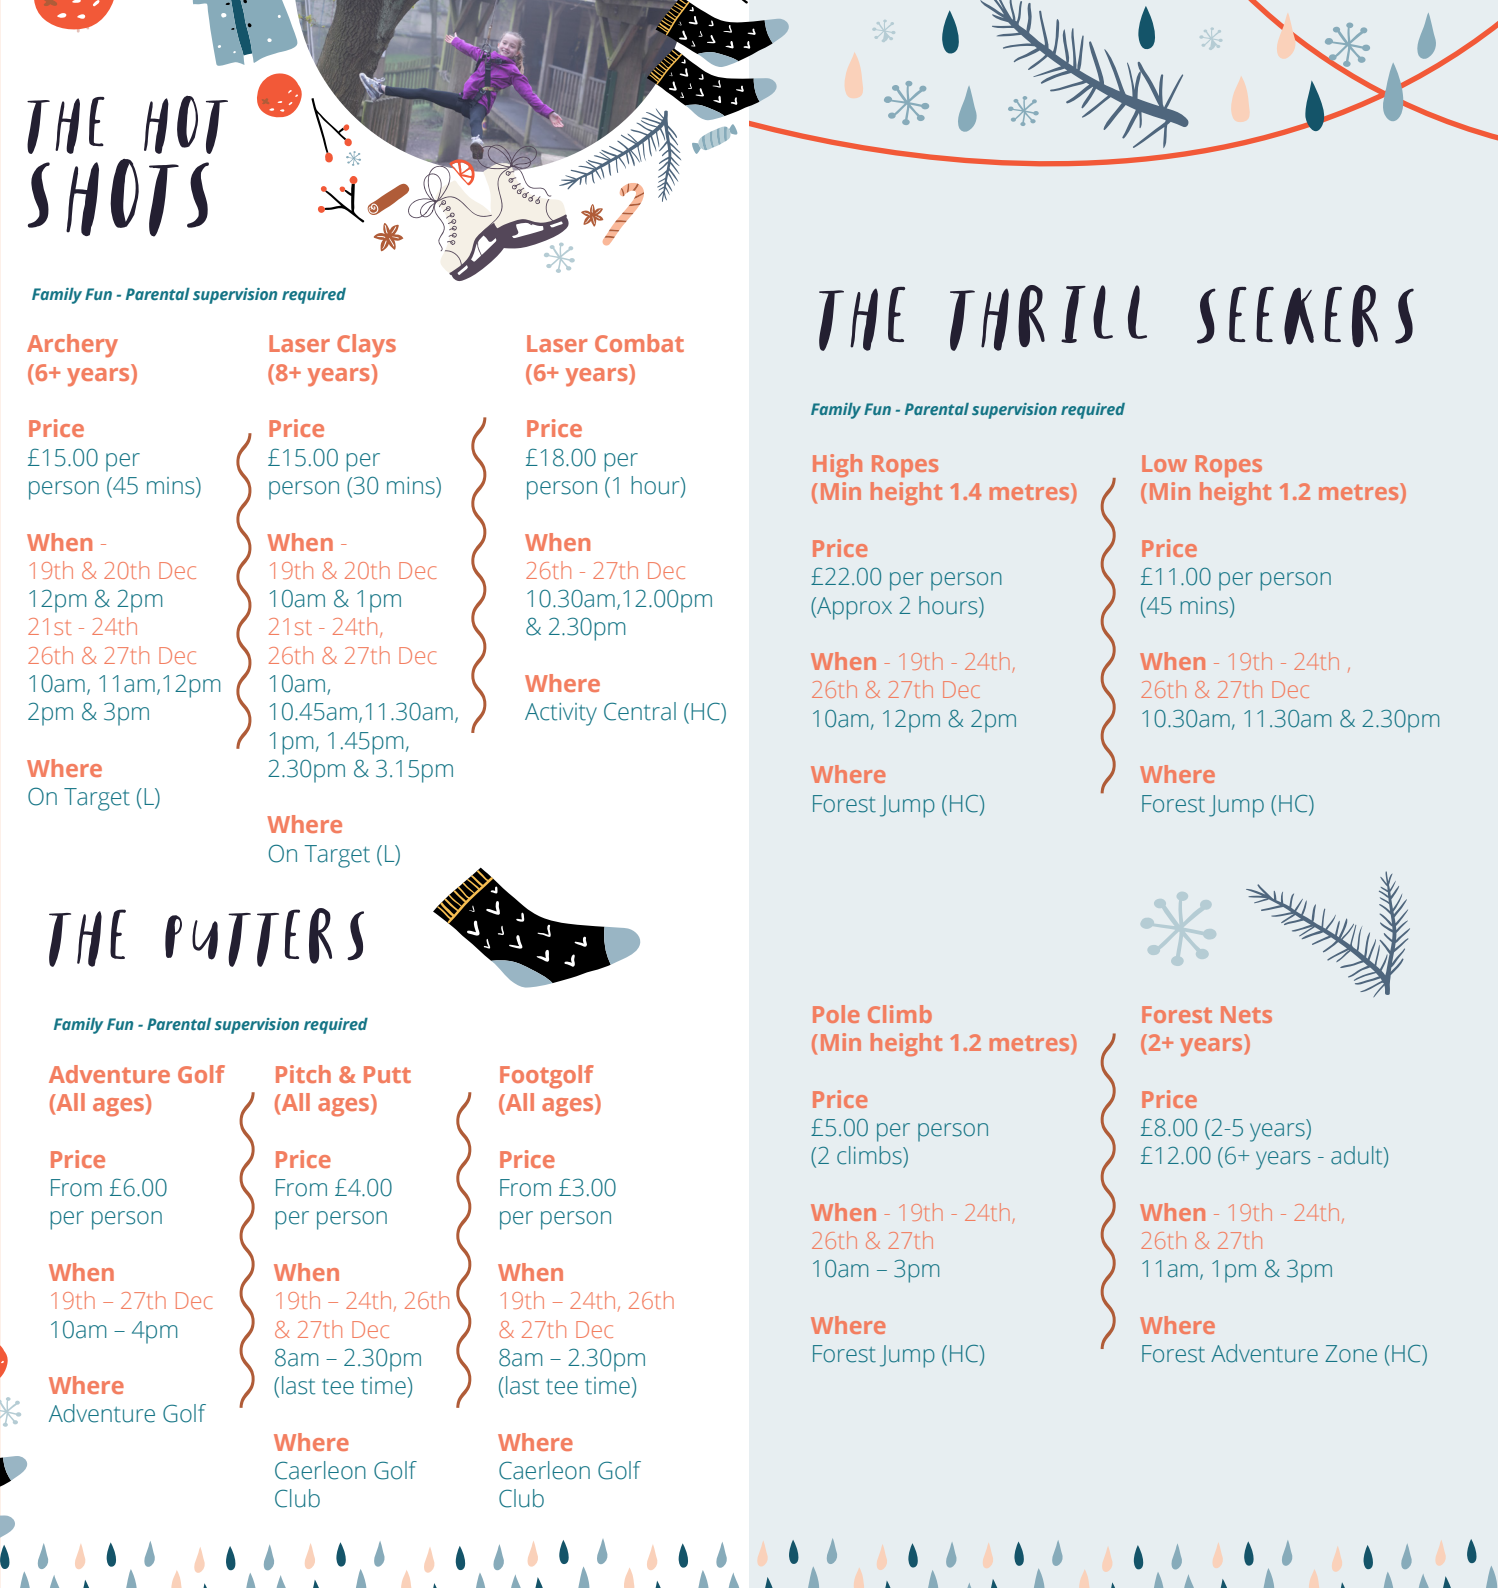 THE HOT
SHOTS
Family Fun - Parental supervision required
Archery
(6+ years)
Price
£15.00 per
person (45 mins)
When -
19th & 20th Dec
12pm & 2pm
21st - 24th
26th & 27th Dec
10am, 11am,12pm
2pm & 3pm
Where
On Target (L)
Laser Clays
(8+ years)
Price
£15.00 per
person (30 mins)
When -
19th & 20th Dec
10am & 1pm
21st - 24th,
26th & 27th Dec
10am,
10.45am,11.30am,
1pm, 1.45pm,
2.30pm & 3.15pm
Where
On Target (L)
Laser Combat
(6+ years)
Price
£18.00 per
person (1 hour)
When
26th - 27th Dec
10.30am,12.00pm
& 2.30pm
Where
Activity Central (HC)
THE PUTTERS
Family Fun - Parental supervision required
Adventure Golf
(All ages)
Price
From £6.00
per person
When
19th – 27th Dec
10am – 4pm
Where
Adventure Golf
Pitch & Putt
(All ages)
Price
From £4.00
per person
When
19th – 24th, 26th
& 27th Dec
8am – 2.30pm
(last tee time)
Where
Caerleon Golf
Club
Footgolf
(All ages)
Price
From £3.00
per person
When
19th – 24th, 26th
& 27th Dec
8am – 2.30pm
(last tee time)
Where
Caerleon Golf
Club
THE THRILL SEEKERS
Family Fun - Parental supervision required
High Ropes
(Min height 1.4 metres)
Price
£22.00 per person
(Approx 2 hours)
When - 19th - 24th,
26th & 27th Dec
10am, 12pm & 2pm
Where
Forest Jump (HC)
Low Ropes
(Min height 1.2 metres)
Price
£11.00 per person
(45 mins)
When - 19th - 24th ,
26th & 27th Dec
10.30am, 11.30am & 2.30pm
Where
Forest Jump (HC)
Pole Climb
(Min height 1.2 metres)
Price
£5.00 per person
(2 climbs)
When - 19th - 24th,
26th & 27th
10am – 3pm
Where
Forest Jump (HC)
Forest Nets
(2+ years)
Price
£8.00 (2-5 years)
£12.00 (6+ years - adult)
When - 19th - 24th,
26th & 27th
11am, 1pm & 3pm
Where
Forest Adventure Zone (HC)